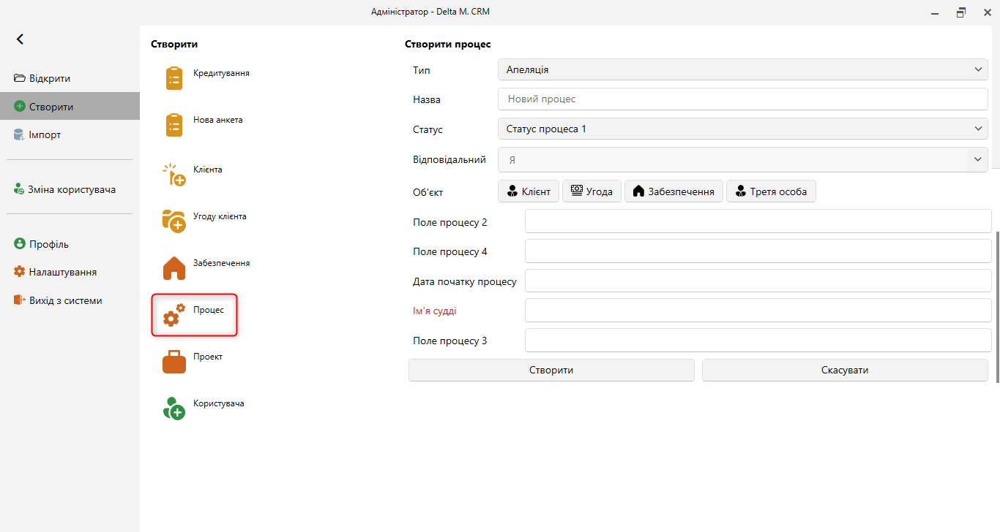 Адміністратор - Delta M. CRM
Відкрити
Створити
Імпорт
Зміна користувача
Профіль
Налаштування
Вихід з системи
Створити
Кредитування
Нова анкета
Клієнта
Угоду клієнта
Забезпечення
Процес
Проект
Користувача
Створити процес
Тип Апеляція
Назва Новий процес
Статус Статус процеса 1
Відповідальний Я
Об'єкт Клієнт Угода Забезпечення Третя особа
Поле процесу 2
Поле процесу 4
Дата початку процесу
Ім'я судді
Поле процесу 3
Створити Скасувати